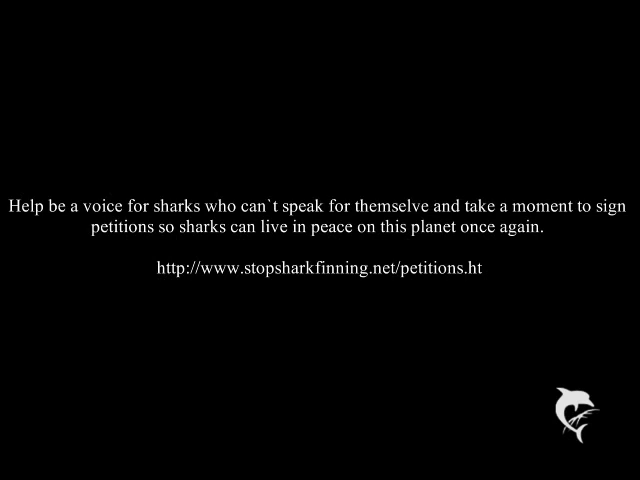 Help be a voice for sharks who can`t speak for themselve and take a moment to sign
petitions so sharks can live in peace on this planet once again.
http://www.stopsharkfinning.net/petitions.ht